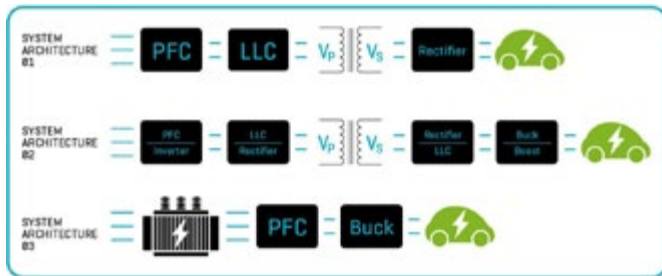 SYSTEM
ARCHITECTURE
01
PFC
LLC
Vp
Vs
Rectifier
SYSTEM
ARCHITECTURE
02
PFC
Inverter
LLC
Rectifier
Vp
Vs
Rectifier
LLC
Buck
Boost
SYSTEM
ARCHITECTURE
03
PFC
Buck